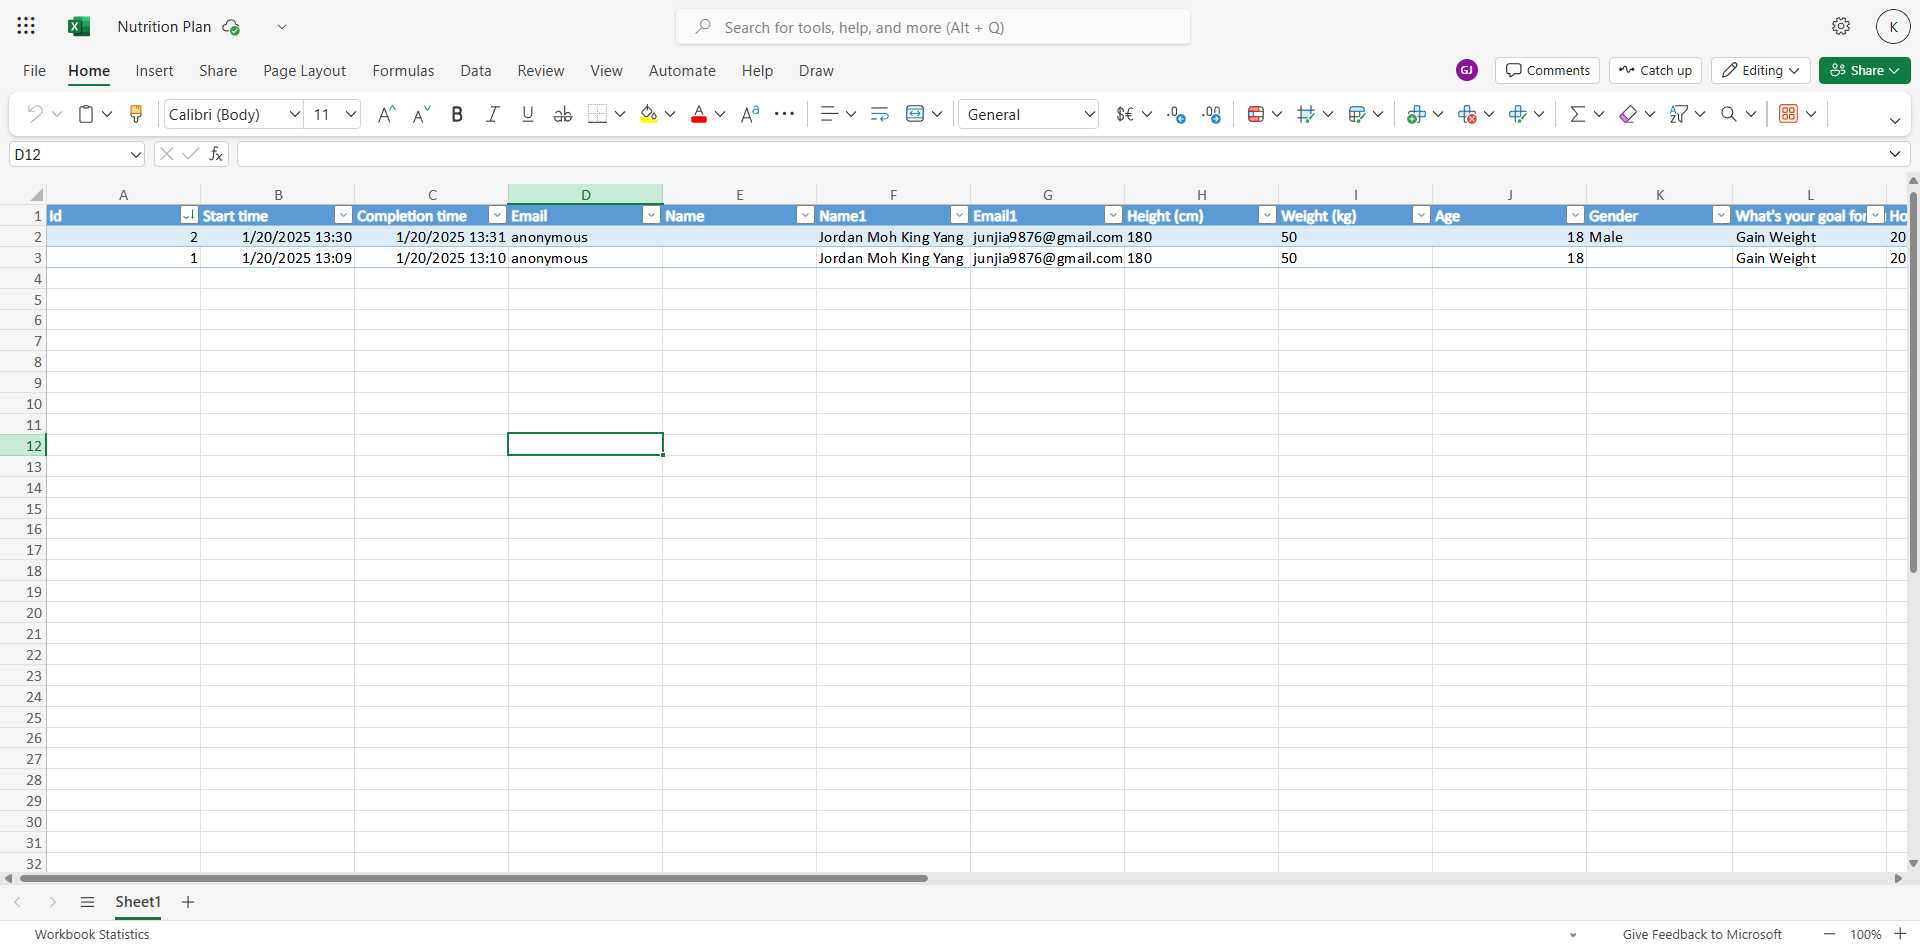 Nutrition Plan
Search for tools, help, and more (Alt + Q)
K
File Home Insert Share Page Layout Formulas Data Review View Automate Help Draw
GJ Comments Catch up Editing Share
Calibri (Body) 11 A A B I U ab A Aa General $€ .0 .00
D12 fx
A B C D E F G H I J K L
1 Id Start time Completion time Email Name Name1 Email1 Height (cm) Weight (kg) Age Gender What's your goal for Ho
2 2 1/20/2025 13:30 1/20/2025 13:31 anonymous Jordan Moh King Yang junjia9876@gmail.com 180 50 18 Male Gain Weight 20
3 1 1/20/2025 13:09 1/20/2025 13:10 anonymous Jordan Moh King Yang junjia9876@gmail.com 180 50 18 Gain Weight 20
4
5
6
7
8
9
10
11
12
13
14
15
16
17
18
19
20
21
22
23
24
25
26
27
28
29
30
31
32
Sheet1
Workbook Statistics Give Feedback to Microsoft 100%